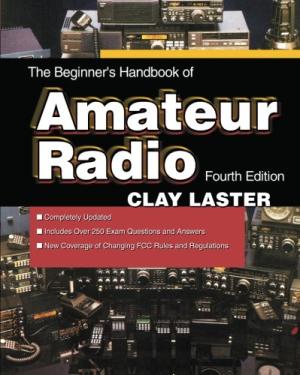 The Beginner's Handbook of
Amateur
Radio
Fourth Edition
CLAY LASTER
Completely Updated
Includes Over 250 Exam Questions and Answers
New Coverage of Changing FCC Rules and Regulations